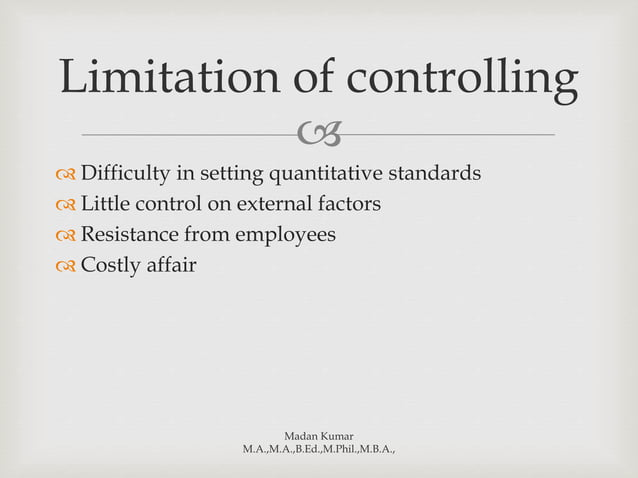 Limitation of controlling
Difficulty in setting quantitative standards
Little control on external factors
Resistance from employees
Costly affair
Madan Kumar
M.A.,M.A.,B.Ed.,M.Phil.,M.B.A.,